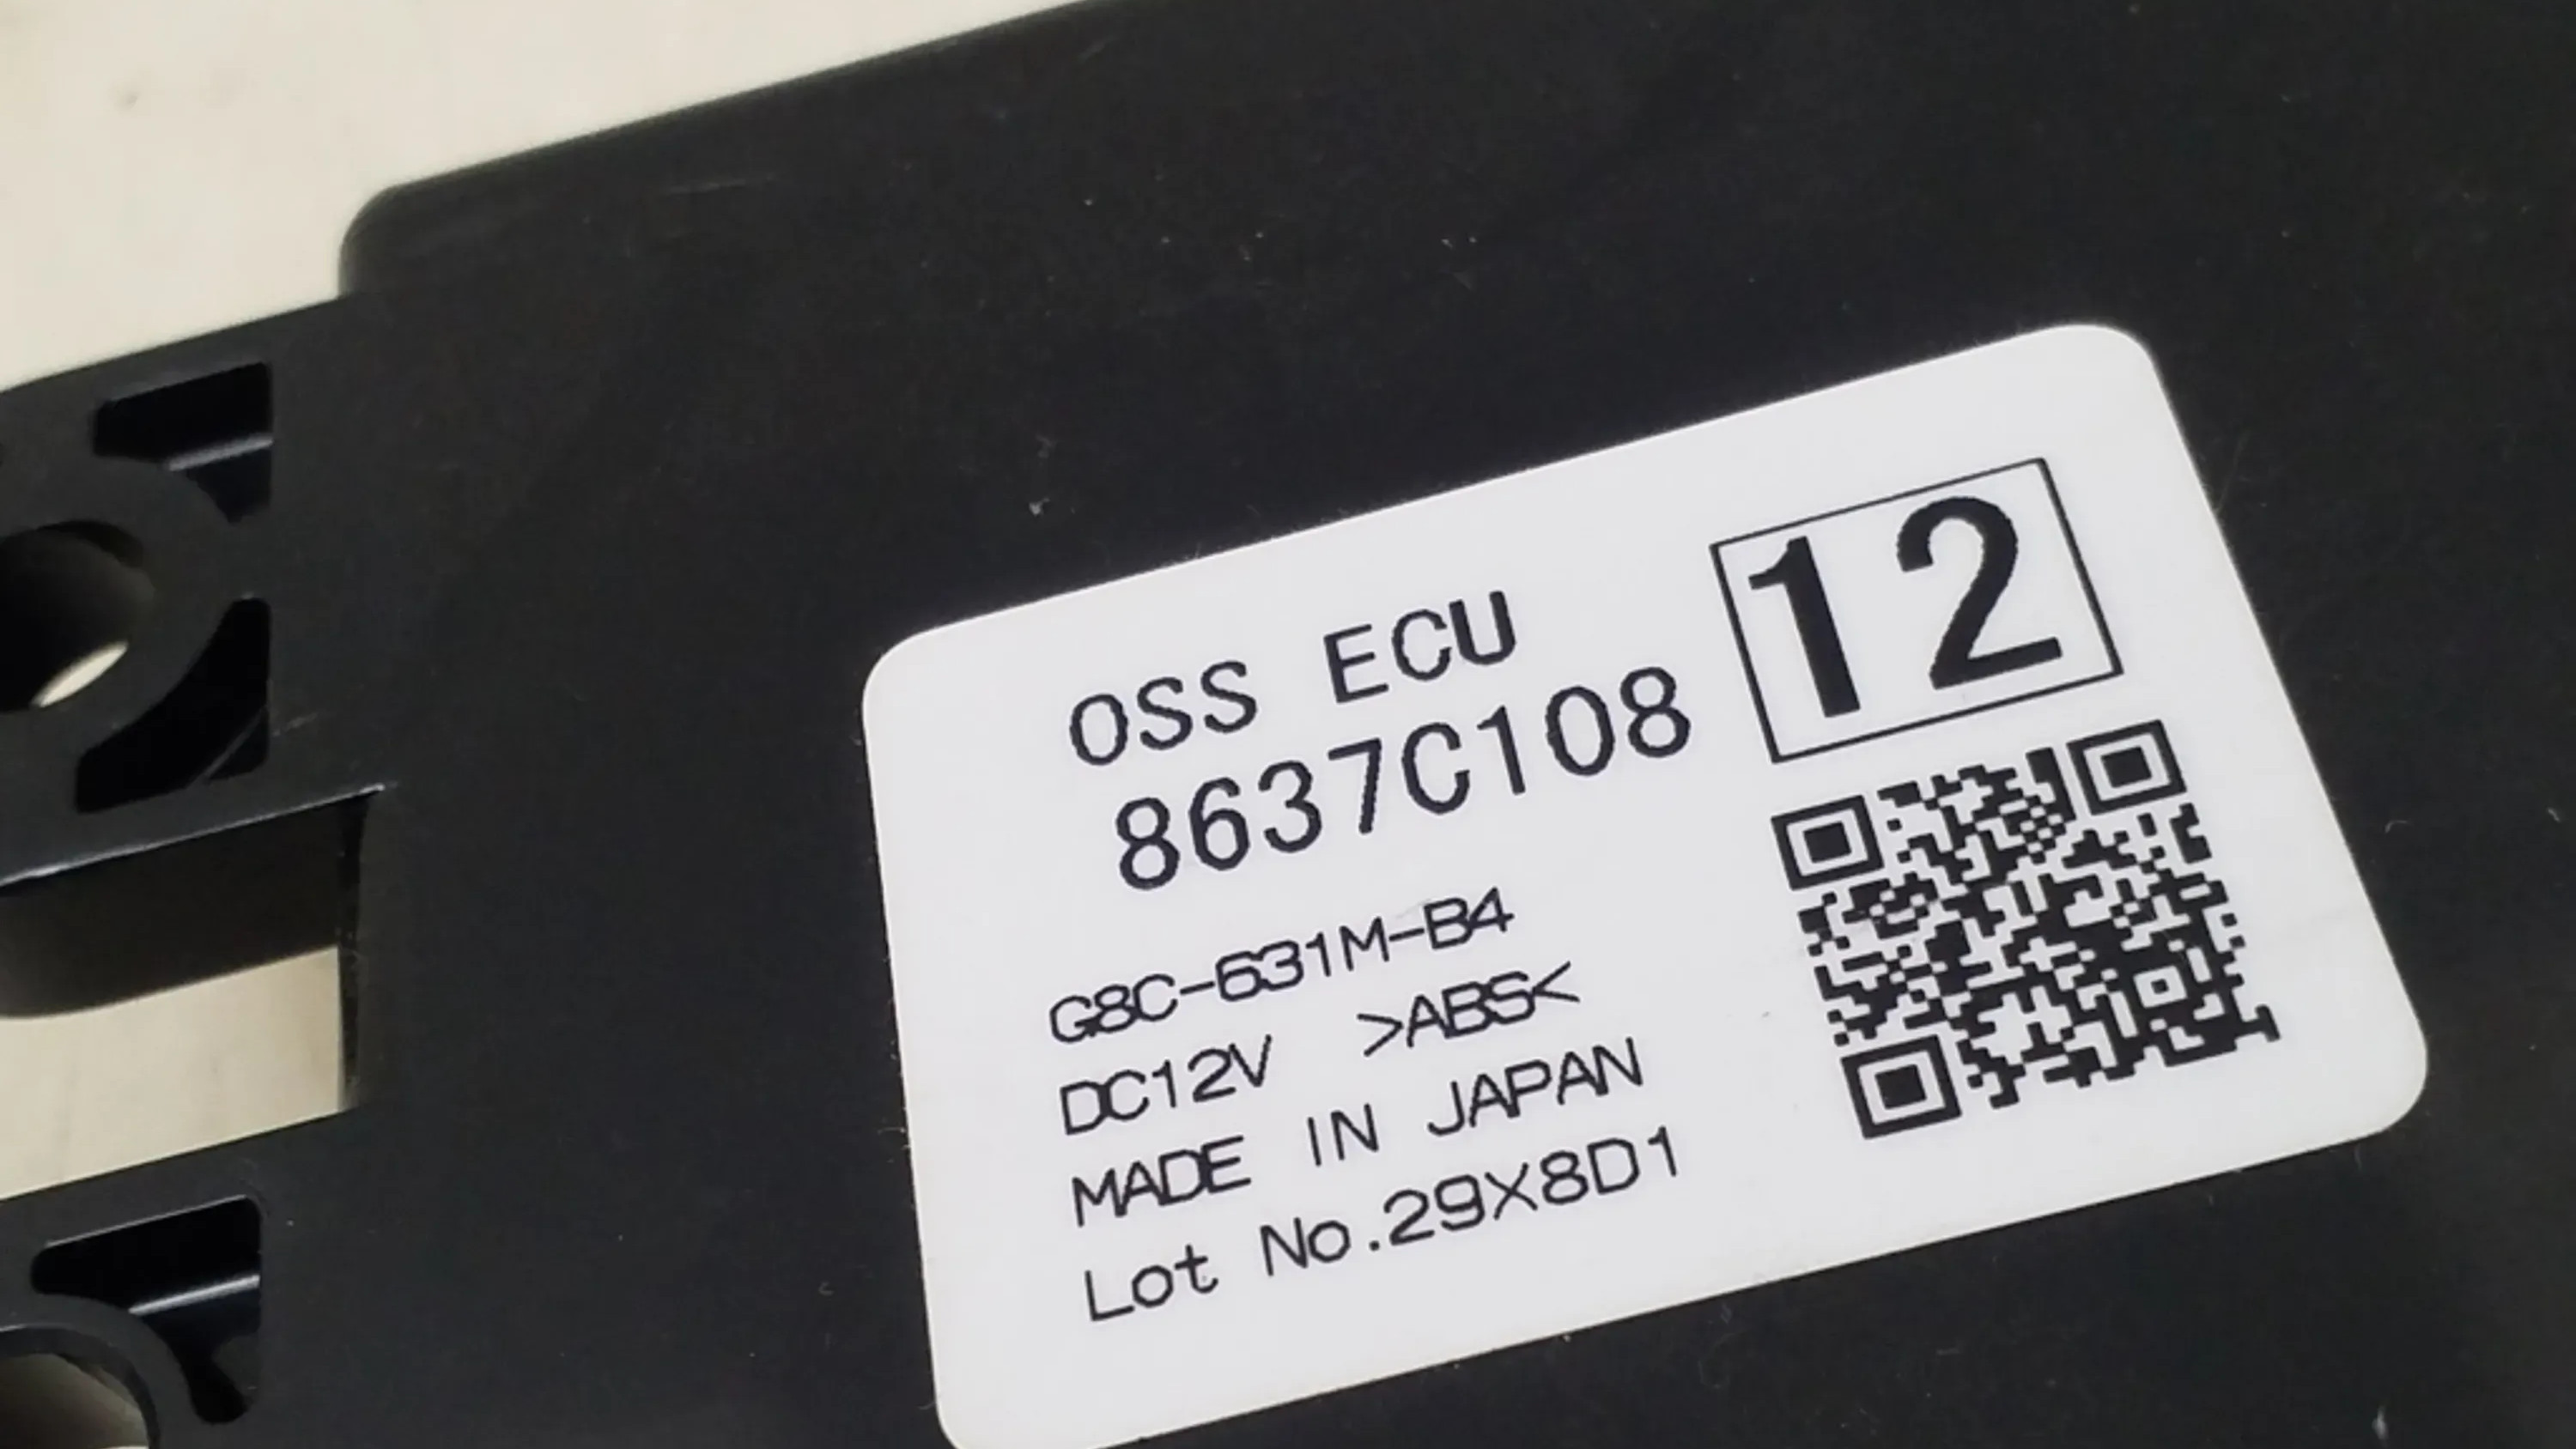 OSS ECU
12
8637C108
G8C-631M-B4
DC12V >ABS<
MADE IN JAPAN
Lot No.29X8D1